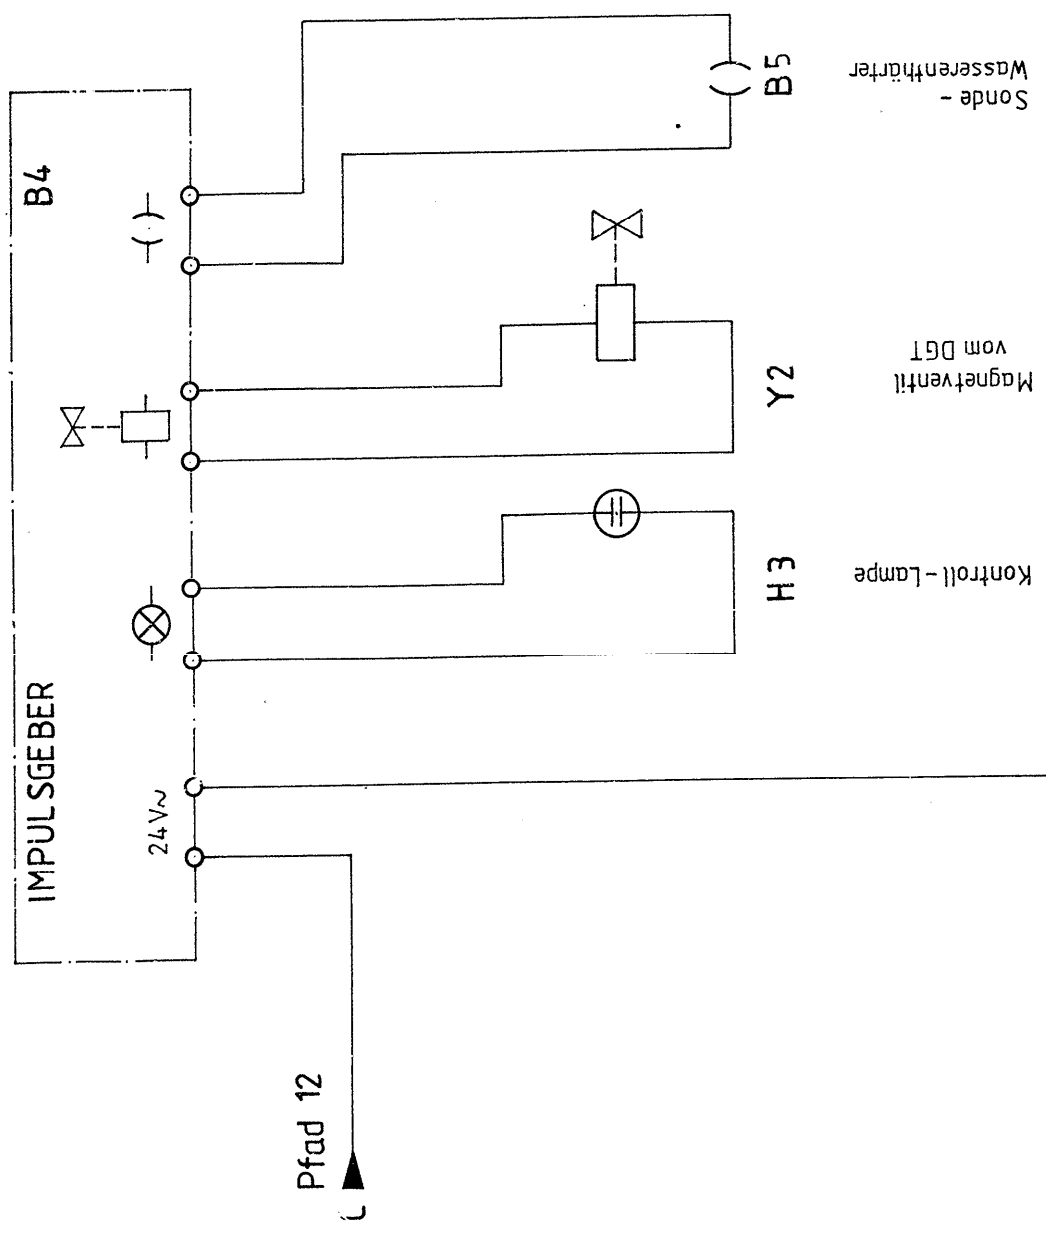 IMPULSGEBER
B4
24V~
Pfad 12
L
H3
Y2
B5
Kontroll-Lampe
Magnetventil
vom DGT
Sonde -
Wasserenthärter